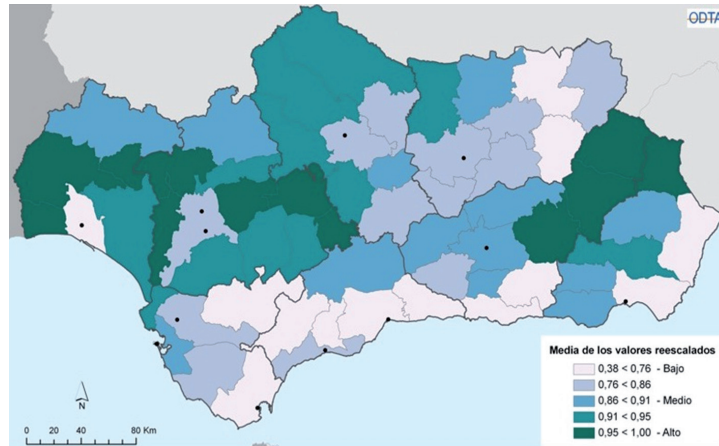 ODTA
Media de los valores reescalados
0,38 < 0,76 - Bajo
0,76 < 0,86
0,86 < 0,91 - Medio
0,91 < 0,95
0,95 < 1,00 - Alto
N
0 20 40 80 Km